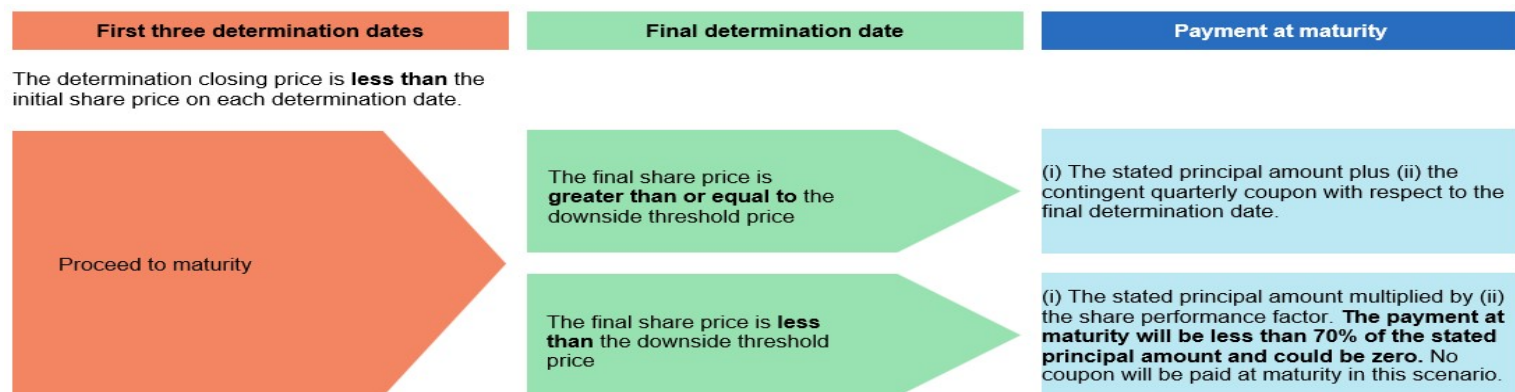 First three determination dates
Final determination date
Payment at maturity
The determination closing price is less than the
initial share price on each determination date.
Proceed to maturity
The final share price is
greater than or equal to the
downside threshold price
(i) The stated principal amount plus (ii) the
contingent quarterly coupon with respect to the
final determination date.
The final share price is less
than the downside threshold
price
(i) The stated principal amount multiplied by (ii)
the share performance factor. The payment at
maturity will be less than 70% of the stated
principal amount and could be zero. No
coupon will be paid at maturity in this scenario.